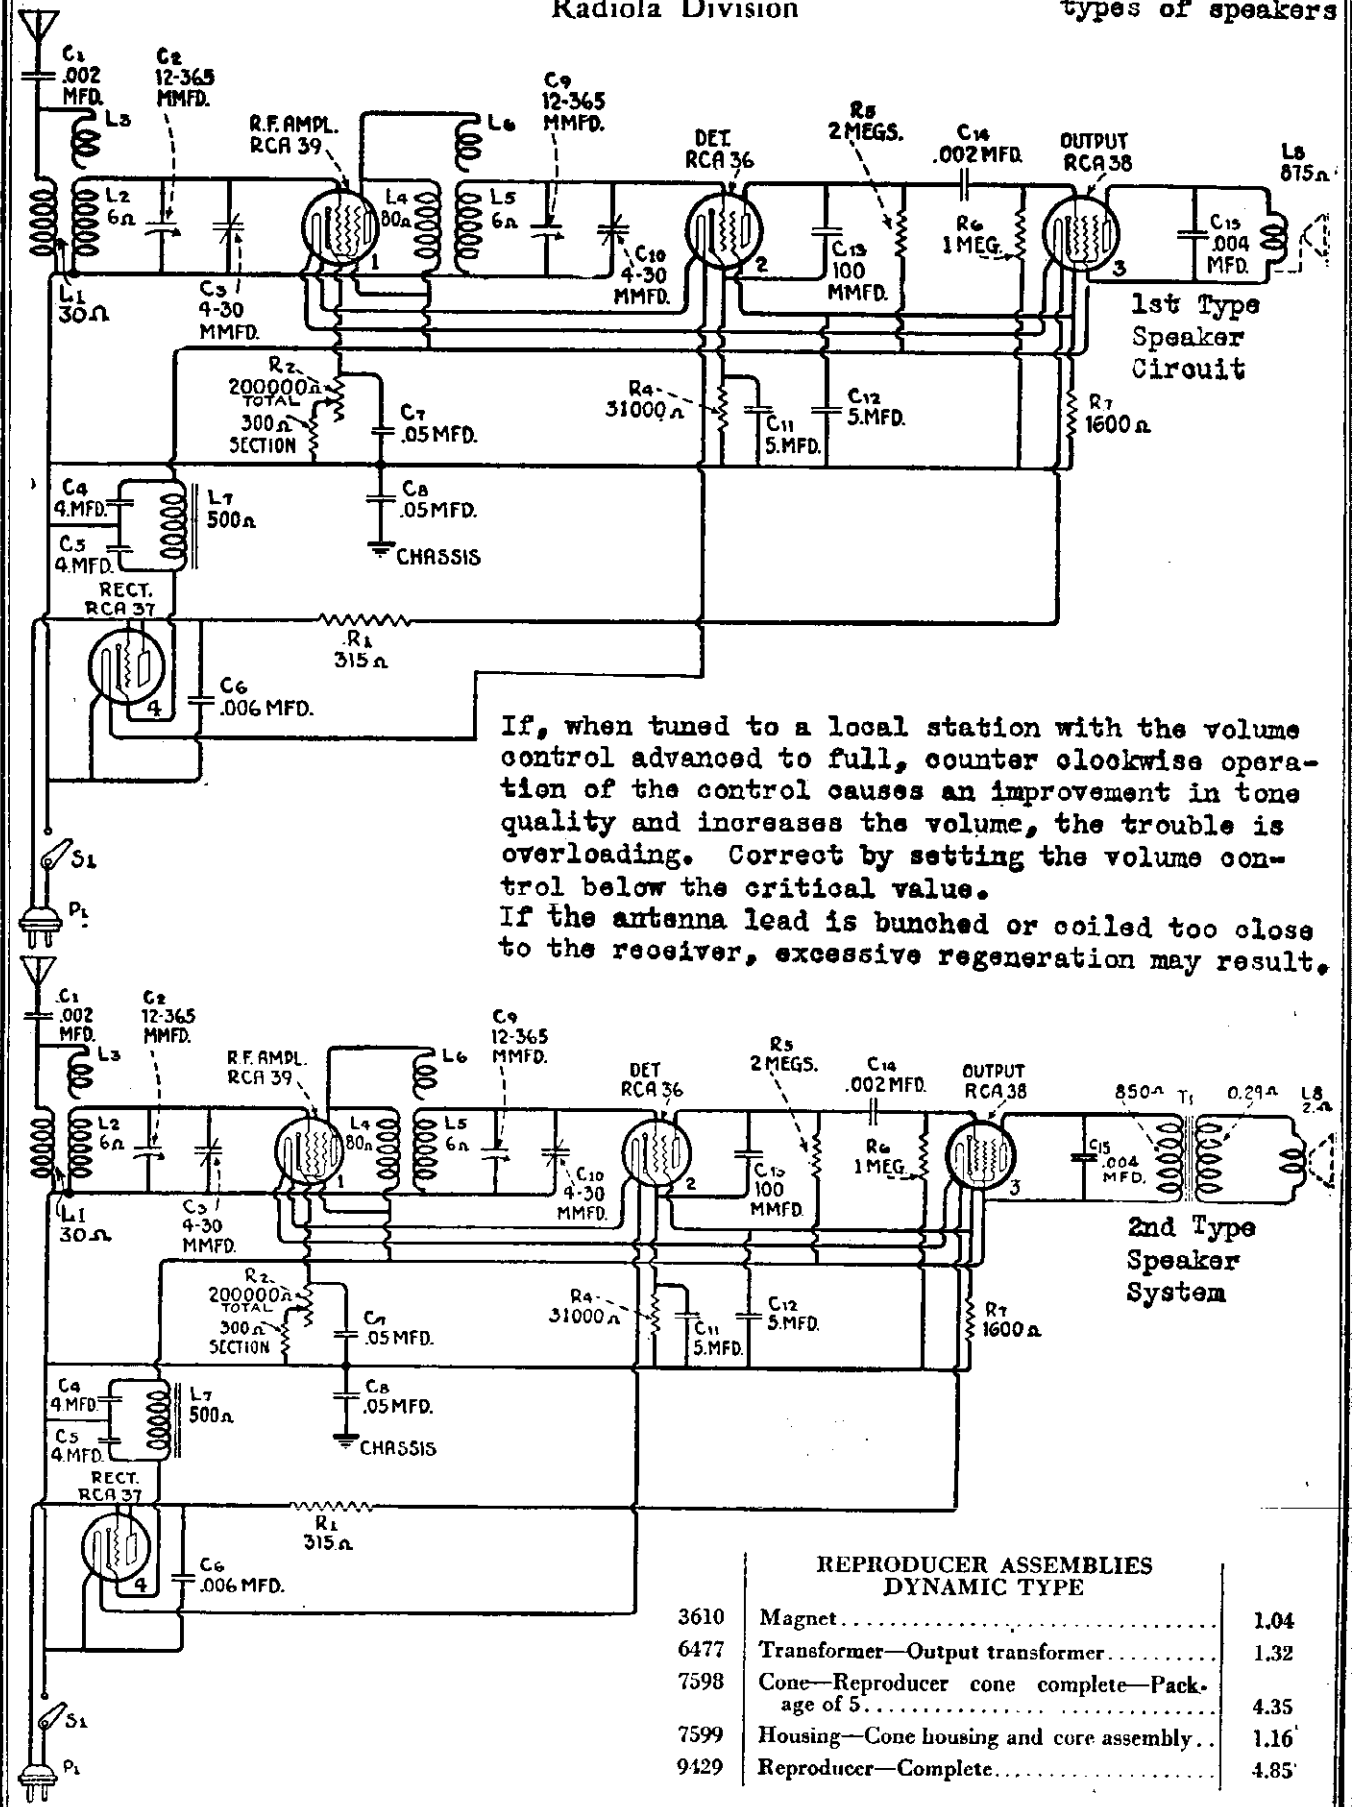 Radiola Division
types of speakers
C1
.002
MFD.
C2
12-365
MMFD.
L3
R.F. AMPL.
RCA 39
L6
C9
12-365
MMFD.
DET.
RCA 36
R5
2 MEGS.
C14
.002 MFD.
OUTPUT
RCA 38
L8
875Ω
L2
6Ω
L4
80Ω
L5
6Ω
C10
4-30
MMFD.
C13
100
MMFD.
R6
1 MEG.
C15
.004
MFD.
1
2
3
L1
30Ω
C3
4-30
MMFD.
1st Type
Speaker
Circuit
R2
200000Ω
TOTAL
300Ω
SECTION
C7
.05 MFD.
R4
31000Ω
C11
5.MFD.
C12
5.MFD.
R7
1600Ω
C4
4.MFD.
C5
4.MFD.
L7
500Ω
C8
.05 MFD.
CHASSIS
RECT.
RCA 37
R1
315Ω
4
C6
.006 MFD.
If, when tuned to a local station with the volume
control advanced to full, counter clockwise opera-
tion of the control causes an improvement in tone
quality and increases the volume, the trouble is
overloading. Correct by setting the volume con-
trol below the critical value.
If the antenna lead is bunched or coiled too close
to the receiver, excessive regeneration may result.
S1
P1
C1
.002
MFD.
C2
12-365
MMFD.
L3
R.F. AMPL.
RCA 39
L6
C9
12-365
MMFD.
DET
RCA 36
R5
2 MEGS.
C14
.002 MFD.
OUTPUT
RCA 38
850Ω
T1
0.29Ω
L8
2.Ω
L2
6Ω
L4
80Ω
L5
6Ω
C10
4-30
MMFD.
C13
100
MMFD.
R6
1 MEG.
C15
.004
MFD.
1
2
3
L1
30Ω
C3
4-30
MMFD.
2nd Type
Speaker
System
R2
200000Ω
TOTAL
300Ω
SECTION
C7
.05 MFD.
R4
31000Ω
C11
5.MFD.
C12
5.MFD.
R7
1600Ω
C4
4.MFD.
C5
4.MFD.
L7
500Ω
C8
.05 MFD.
CHASSIS
RECT.
RCA 37
R1
315Ω
4
C6
.006 MFD.
S1
P1
REPRODUCER ASSEMBLIES
DYNAMIC TYPE
3610 Magnet 1.04
6477 Transformer—Output transformer 1.32
7598 Cone—Reproducer cone complete—Pack-
age of 5 4.35
7599 Housing—Cone housing and core assembly 1.16
9429 Reproducer—Complete 4.85